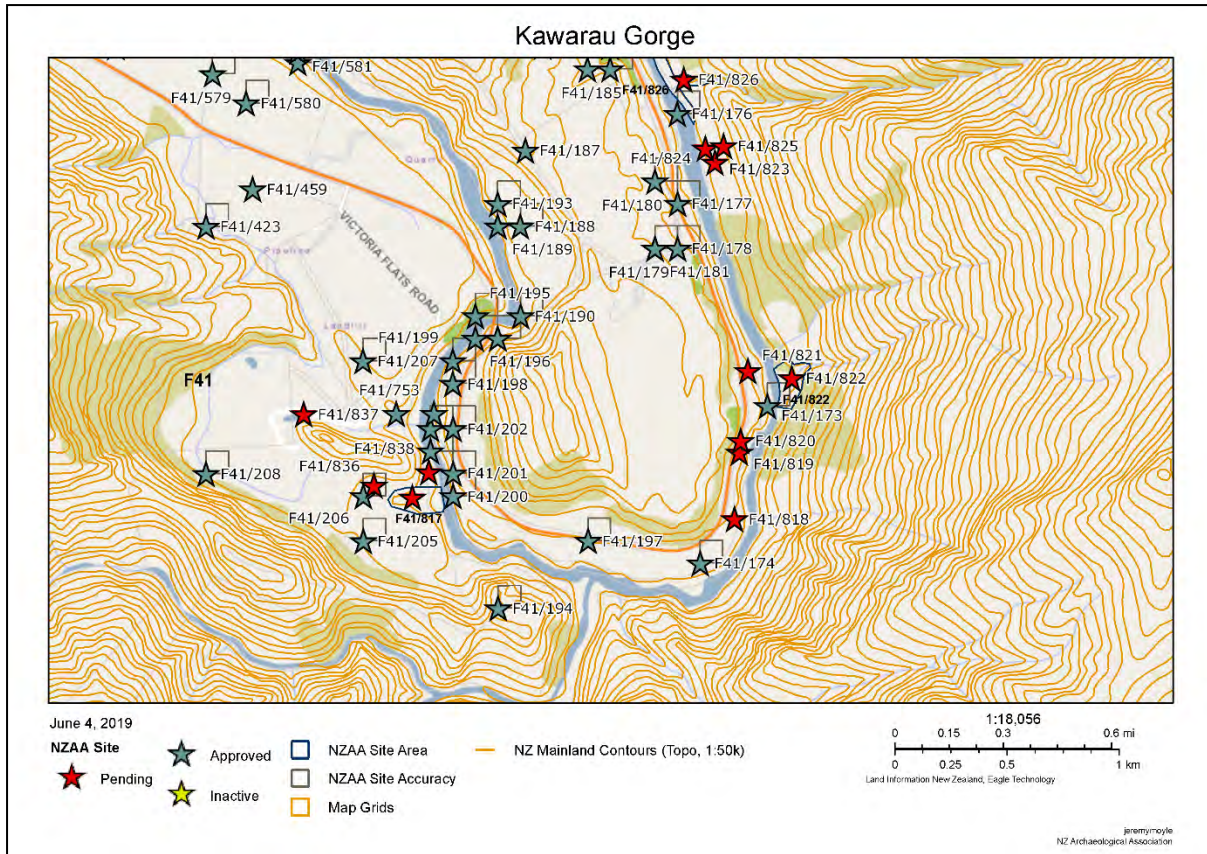 Kawarau Gorge
F41/581
F41/579
F41/580
F41/185
F41/826
F41/826
F41/176
F41/187
F41/824
F41/825
F41/823
F41/459
F41/193
F41/180
F41/177
F41/423
F41/188
F41/189
VICTORIA FLATS ROAD
Pipeline
F41/178
F41/179
F41/181
F41/195
F41/190
Landfill
F41/199
F41/207
F41/196
F41/821
F41
F41/753
F41/198
F41/822
F41/822
F41/173
F41/837
F41/202
F41/838
F41/820
F41/819
F41/208
F41/836
F41/201
F41/206
F41/817
F41/200
F41/818
F41/205
F41/197
F41/174
F41/194
June 4, 2019
NZAA Site
Pending
Approved
Inactive
NZAA Site Area
NZAA Site Accuracy
Map Grids
NZ Mainland Contours (Topo, 1:50k)
1:18,056
0 0.15 0.3 0.6 mi
0 0.25 0.5 1 km
Land Information New Zealand, Eagle Technology
jeremymoyle
NZ Archaeological Association